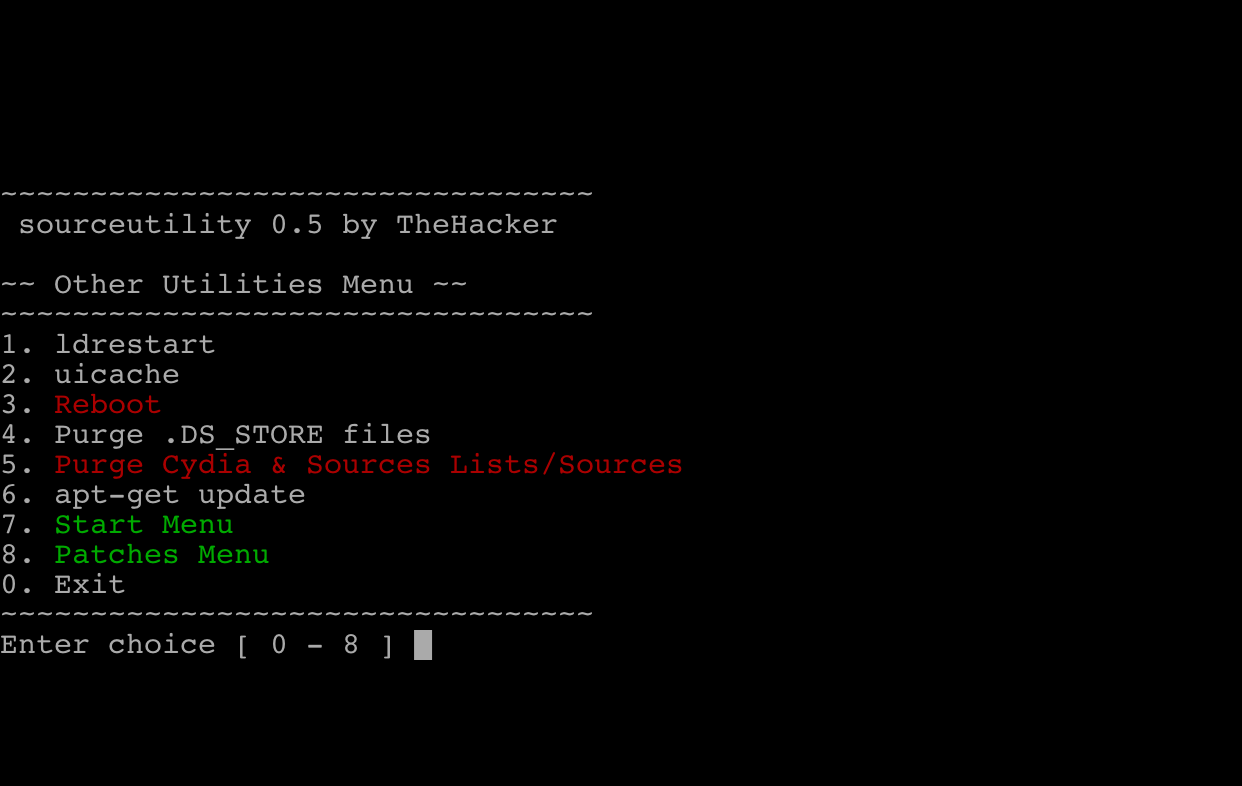 ~~~~~~~~~~~~~~~~~~~~~~~~~~~~~~~~~
sourceutility 0.5 by TheHacker
~~ Other Utilities Menu ~~
~~~~~~~~~~~~~~~~~~~~~~~~~~~~~~~~~
1. ldrestart
2. uicache
3. Reboot
4. Purge .DS_STORE files
5. Purge Cydia & Sources Lists/Sources
6. apt-get update
7. Start Menu
8. Patches Menu
0. Exit
~~~~~~~~~~~~~~~~~~~~~~~~~~~~~~~~~
Enter choice [ 0 - 8 ]